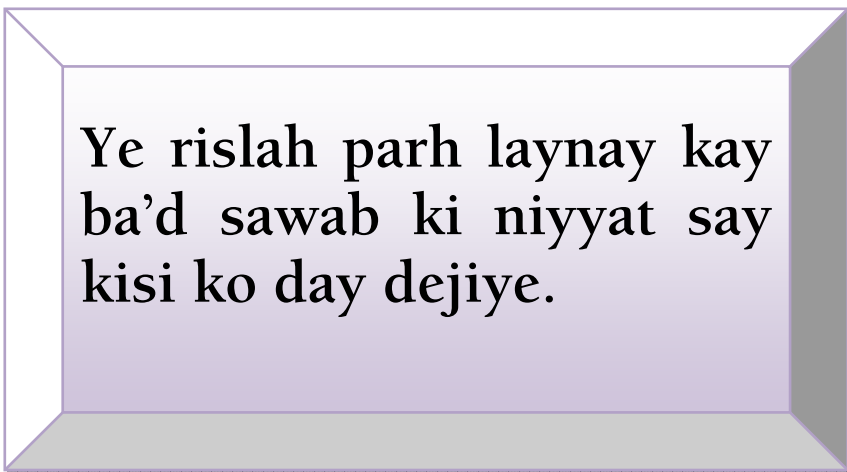 Ye rislah parh laynay kay
ba’d sawab ki niyyat say
kisi ko day dejiye.